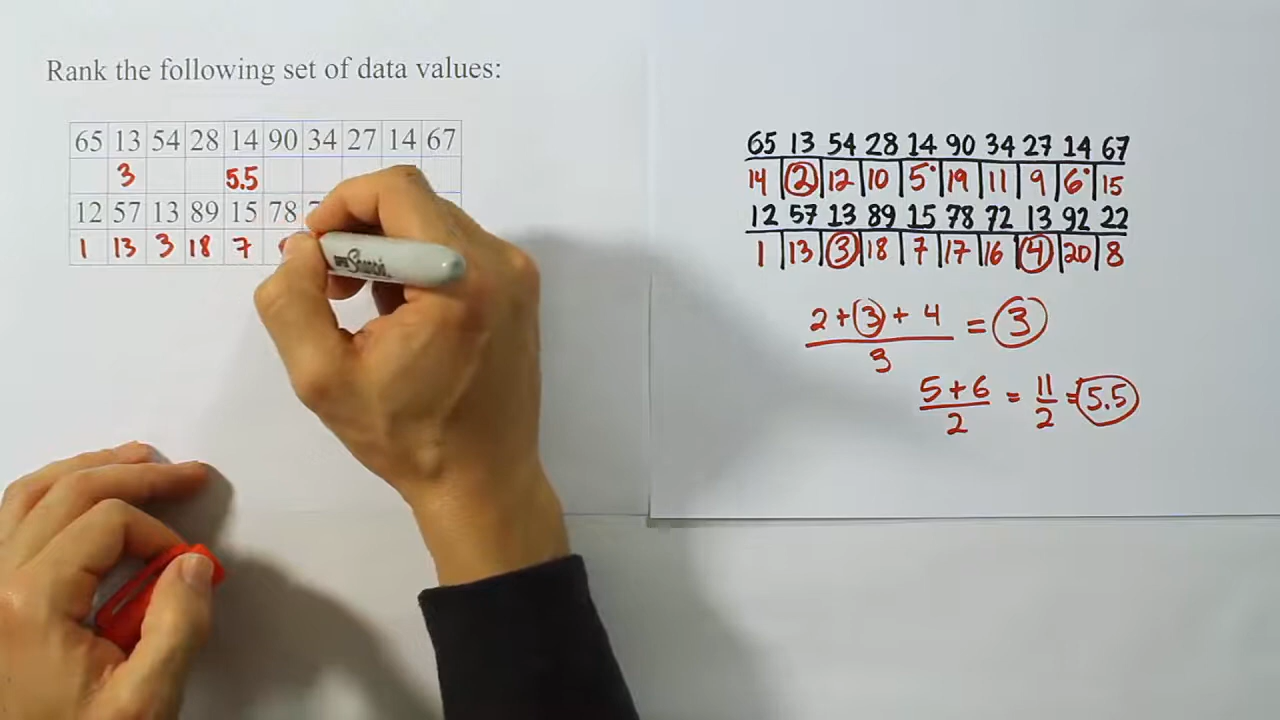 Rank the following set of data values:
65 13 54 28 14 90 34 27 14 67
3 5.5
12 57 13 89 15 78
1 13 3 18 7
Sharpie
65 13 54 28 14 90 34 27 14 67
14 2 12 10 5 19 11 9 6 15
12 57 13 89 15 78 72 13 92 22
1 13 3 18 7 17 16 4 20 8
2 + 3 + 4 = 3
3
5 + 6 = 11 = 5.5
2 2